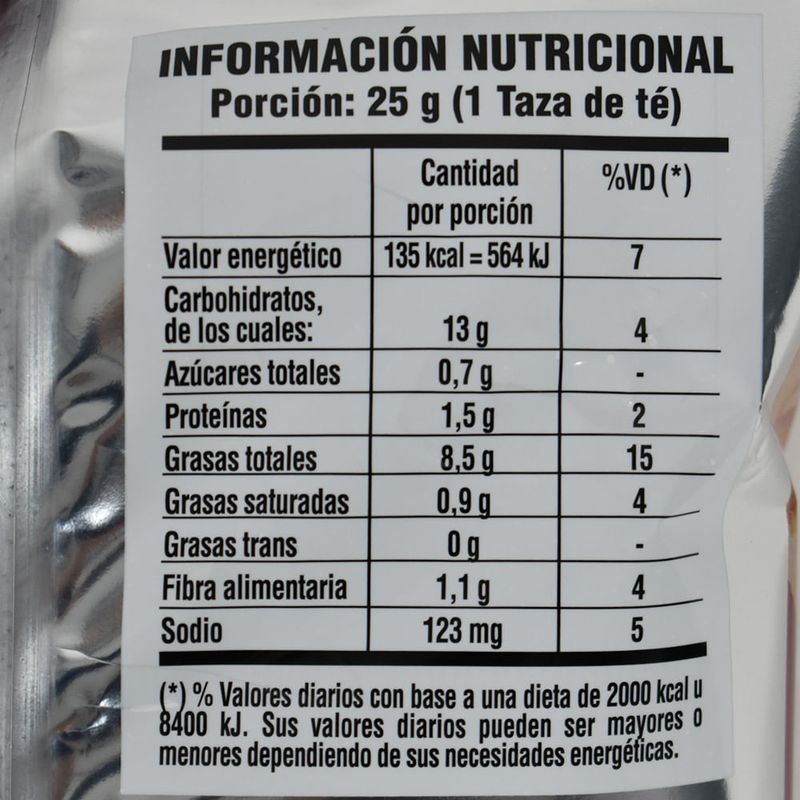 INFORMACIÓN NUTRICIONAL
Porción: 25 g (1 Taza de té)
Cantidad por porción %VD (*)
Valor energético 135 kcal = 564 kJ 7
Carbohidratos,
de los cuales: 13 g 4
Azúcares totales 0,7 g -
Proteínas 1,5 g 2
Grasas totales 8,5 g 15
Grasas saturadas 0,9 g 4
Grasas trans 0 g -
Fibra alimentaria 1,1 g 4
Sodio 123 mg 5
(*) % Valores diarios con base a una dieta de 2000 kcal u
8400 kJ. Sus valores diarios pueden ser mayores o
menores dependiendo de sus necesidades energéticas.